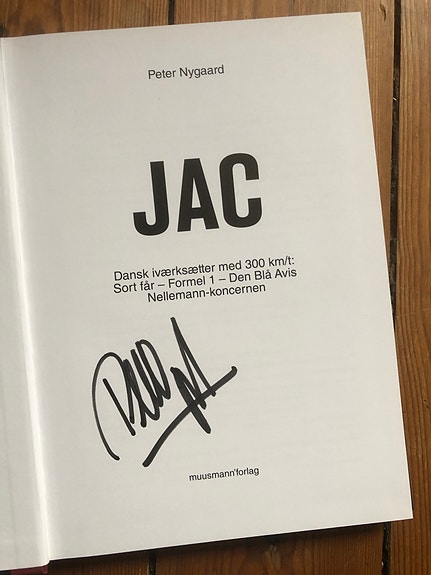 Peter Nygaard
JAC
Dansk iværksætter med 300 km/t:
Sort får – Formel 1 – Den Blå Avis
Nellemann-koncernen
muusmann'forlag